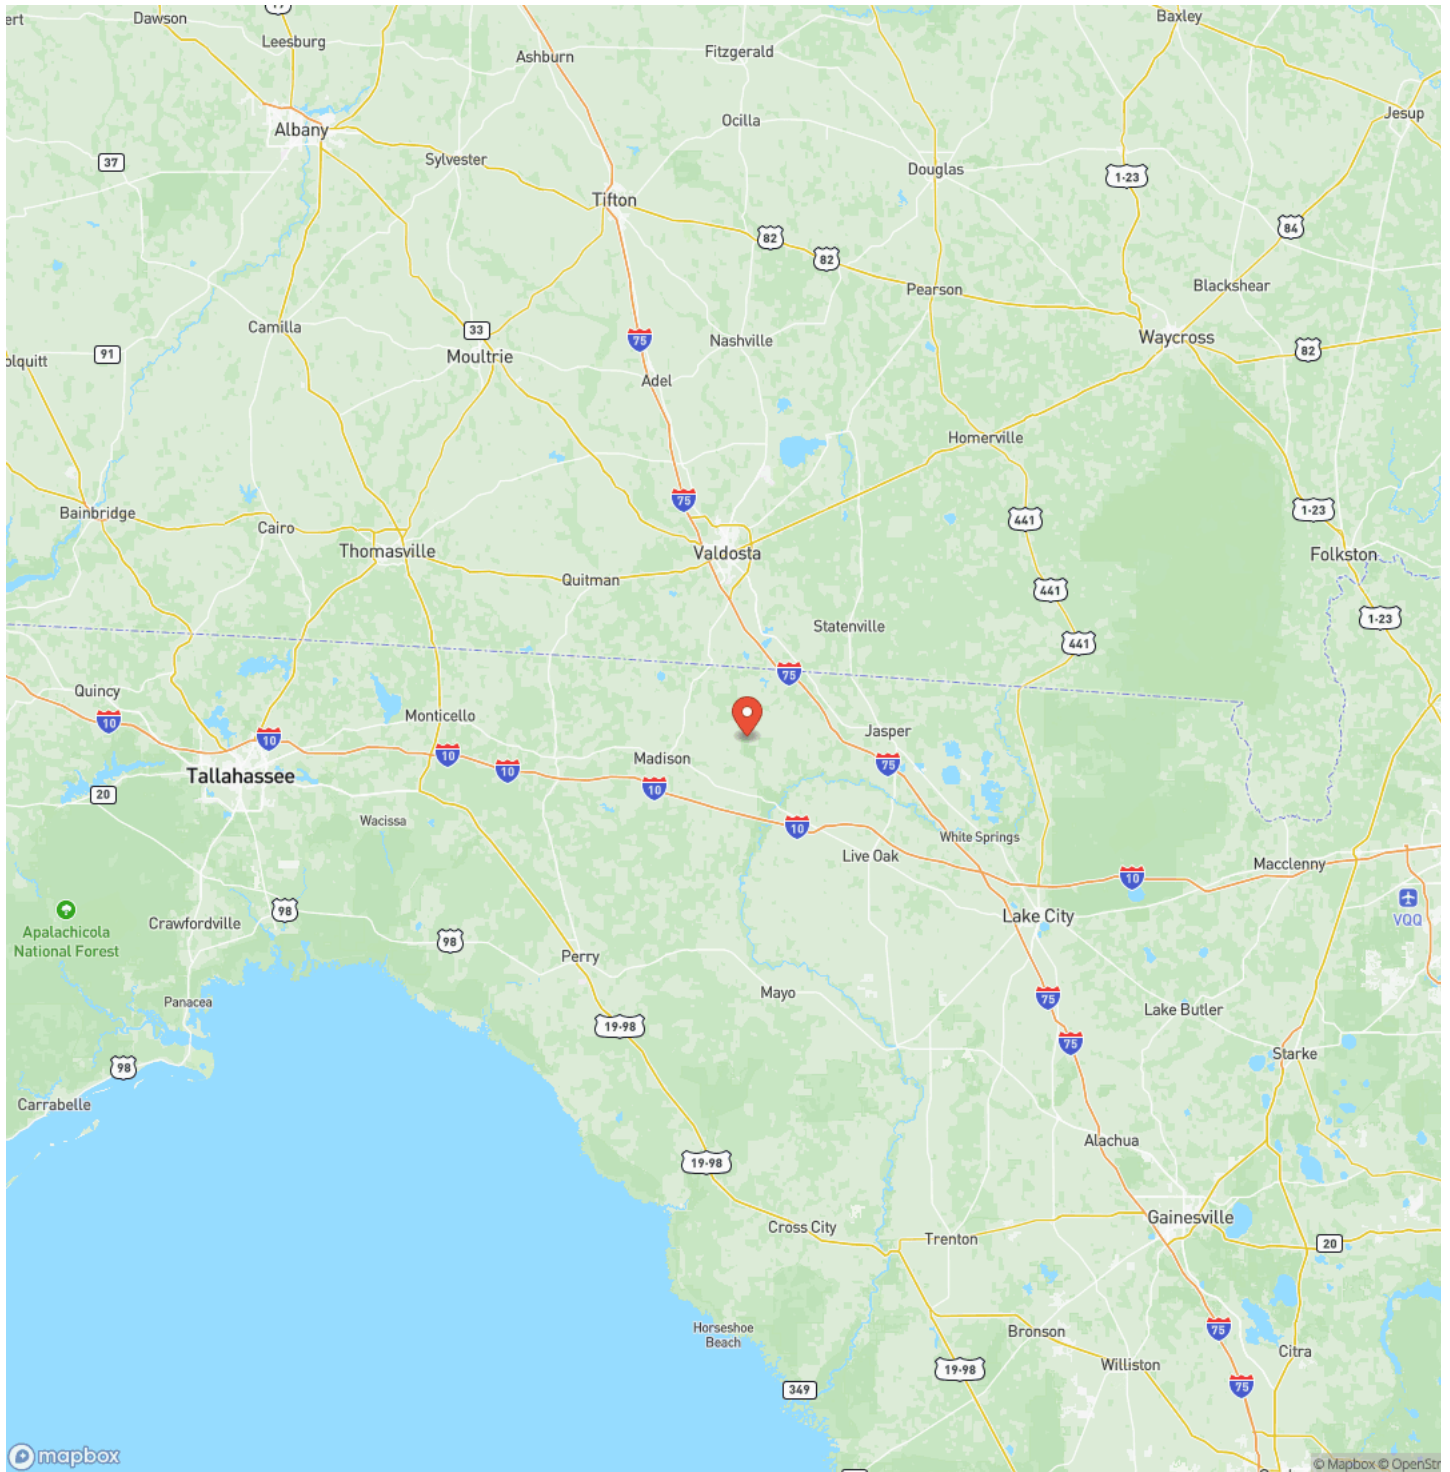 Dawson
Leesburg
Baxley
Fitzgerald
Ashburn
Albany
Ocilla
Jesup
37
Sylvester
Douglas
1-23
Tifton
82
84
82
Blackshear
Pearson
Camilla
33
Waycross
75
Nashville
82
91
Moultrie
olquitt
Adel
Homerville
75
Bainbridge
441
1-23
Cairo
Thomasville
Valdosta
Folkston
Quitman
441
1-23
Statenville
441
75
Quincy
Monticello
10
10
10
10
Madison
Jasper
75
Tallahassee
20
10
Wacissa
10
White Springs
Live Oak
Macclenny
10
98
Lake City
VQQ
Crawfordville
Apalachicola
National Forest
98
Perry
Mayo
75
Panacea
Lake Butler
19-98
75
Starke
98
Carrabelle
Alachua
19-98
Gainesville
Cross City
Trenton
20
Horseshoe
Beach
Bronson
75
Citra
19-98
Williston
349
75
mapbox
© Mapbox © OpenStr